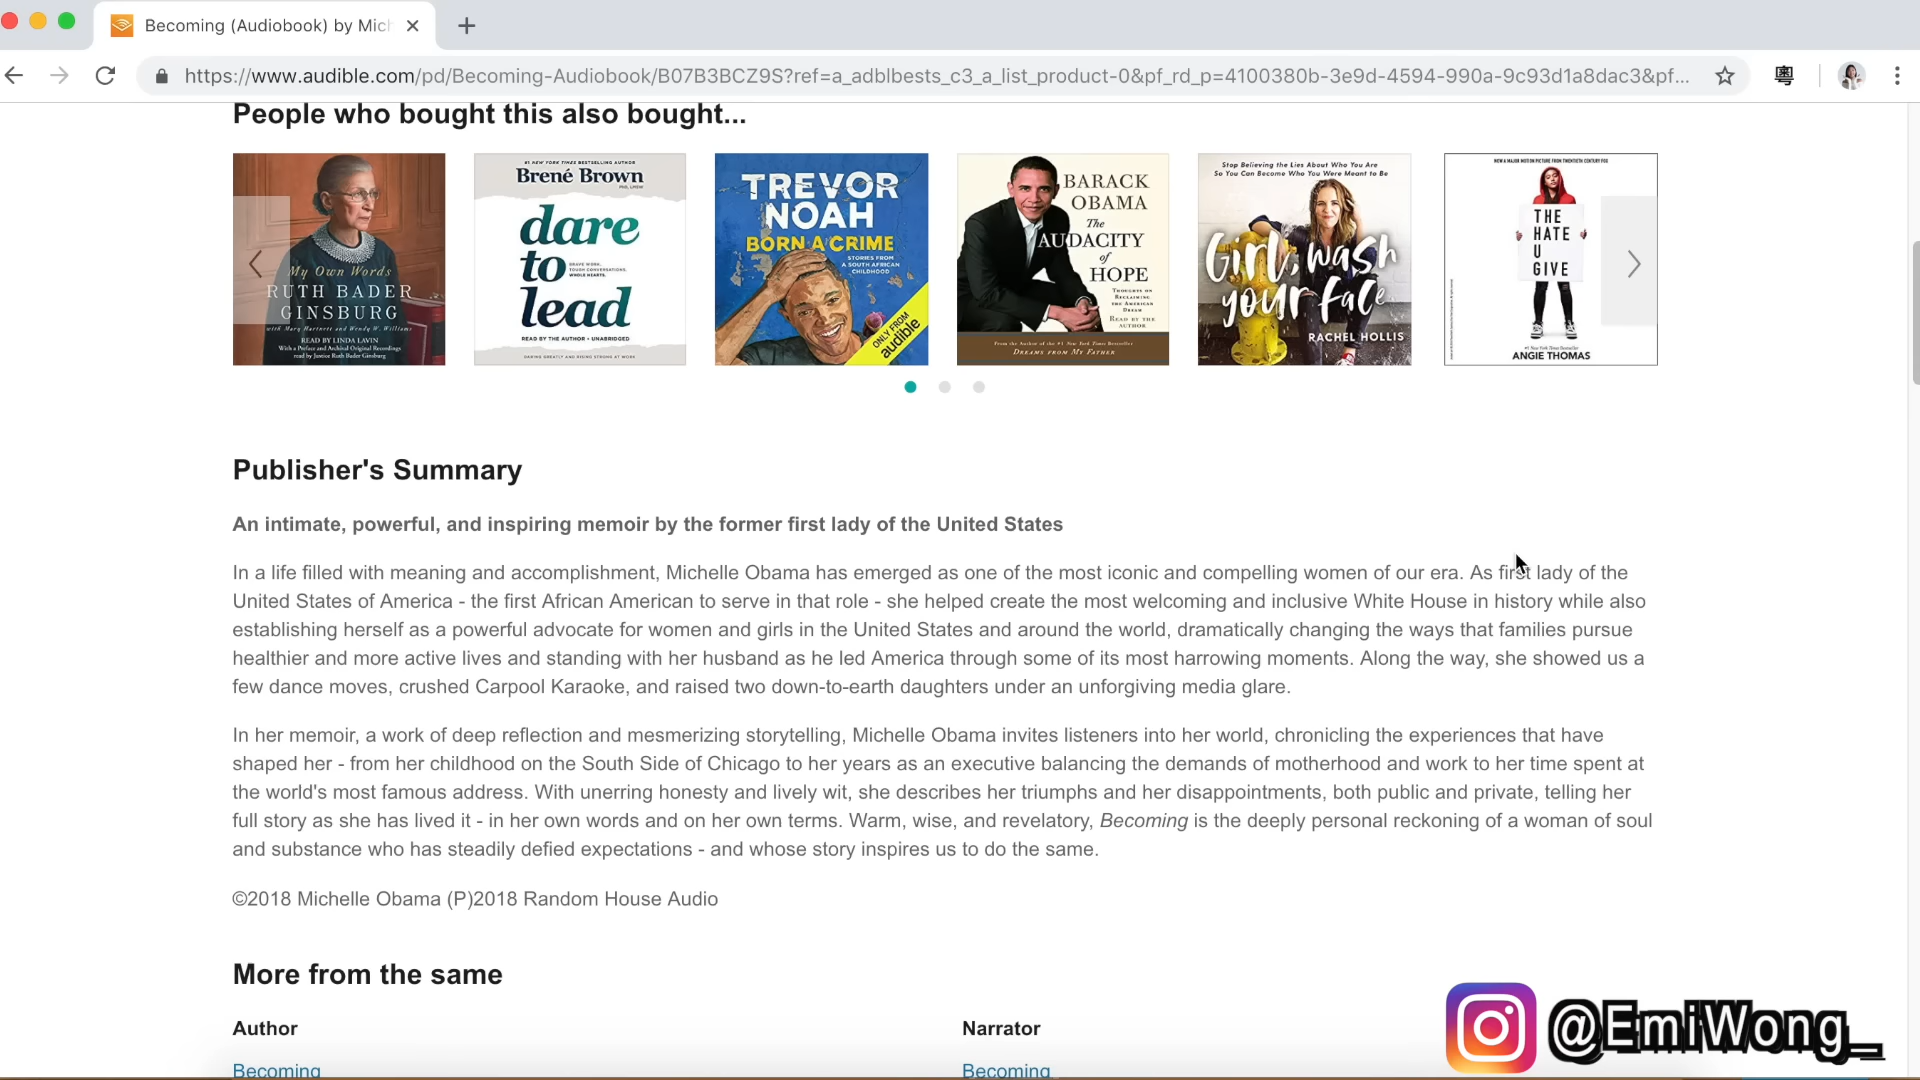 Becoming (Audiobook) by Mich
https://www.audible.com/pd/Becoming-Audiobook/B07B3BCZ9S?ref=a_adblbests_c3_a_list_product-0&pf_rd_p=4100380b-3e9d-4594-990a-9c93d1a8dac3&pf...
粵
People who bought this also bought...
My Own Words
RUTH BADER
GINSBURG
with Mary Hartnett and Wendy W. Williams
READ BY LINDA LAVIN
With a Preface and Archival Original Recordings
read by Justice Ruth Bader Ginsburg
#1 NEW YORK TIMES BESTSELLING AUTHOR
Brené Brown
PhD, LMSW
dare
to
BRAVE WORK.
TOUGH CONVERSATIONS.
WHOLE HEARTS.
lead
READ BY THE AUTHOR • UNABRIDGED
DARING GREATLY AND RISING STRONG AT WORK
TREVOR
NOAH
BORN A CRIME
STORIES FROM
A SOUTH AFRICAN
CHILDHOOD
ONLY FROM
audible
BARACK
OBAMA
The
AUDACITY
of
HOPE
THOUGHTS ON
RECLAIMING
THE AMERICAN
DREAM
READ BY THE
AUTHOR
From the Author of the #1 New York Times Bestseller
DREAMS FROM MY FATHER
Stop Believing the Lies About Who You Are
So You Can Become Who You Were Meant to Be
Girl, wash
your face
RACHEL HOLLIS
NOW A MAJOR MOTION PICTURE FROM TWENTIETH CENTURY FOX
THE
HATE
U
GIVE
#1 New York Times Bestseller
ANGIE THOMAS
Publisher's Summary
An intimate, powerful, and inspiring memoir by the former first lady of the United States
In a life filled with meaning and accomplishment, Michelle Obama has emerged as one of the most iconic and compelling women of our era. As first lady of the
United States of America - the first African American to serve in that role - she helped create the most welcoming and inclusive White House in history while also
establishing herself as a powerful advocate for women and girls in the United States and around the world, dramatically changing the ways that families pursue
healthier and more active lives and standing with her husband as he led America through some of its most harrowing moments. Along the way, she showed us a
few dance moves, crushed Carpool Karaoke, and raised two down-to-earth daughters under an unforgiving media glare.
In her memoir, a work of deep reflection and mesmerizing storytelling, Michelle Obama invites listeners into her world, chronicling the experiences that have
shaped her - from her childhood on the South Side of Chicago to her years as an executive balancing the demands of motherhood and work to her time spent at
the world's most famous address. With unerring honesty and lively wit, she describes her triumphs and her disappointments, both public and private, telling her
full story as she has lived it - in her own words and on her own terms. Warm, wise, and revelatory, Becoming is the deeply personal reckoning of a woman of soul
and substance who has steadily defied expectations - and whose story inspires us to do the same.
©2018 Michelle Obama (P)2018 Random House Audio
More from the same
Author
Narrator
Becoming
Becoming
@EmiWong_